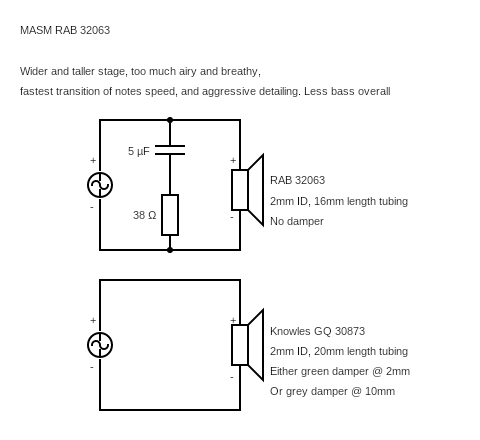 MASM RAB 32063
Wider and taller stage, too much airy and breathy,
fastest transition of notes speed, and aggressive detailing. Less bass overall
5 µF
+
+
38 Ω
-
-
RAB 32063
2mm ID, 16mm length tubing
No damper
+
+
-
-
Knowles GQ 30873
2mm ID, 20mm length tubing
Either green damper @ 2mm
Or grey damper @ 10mm